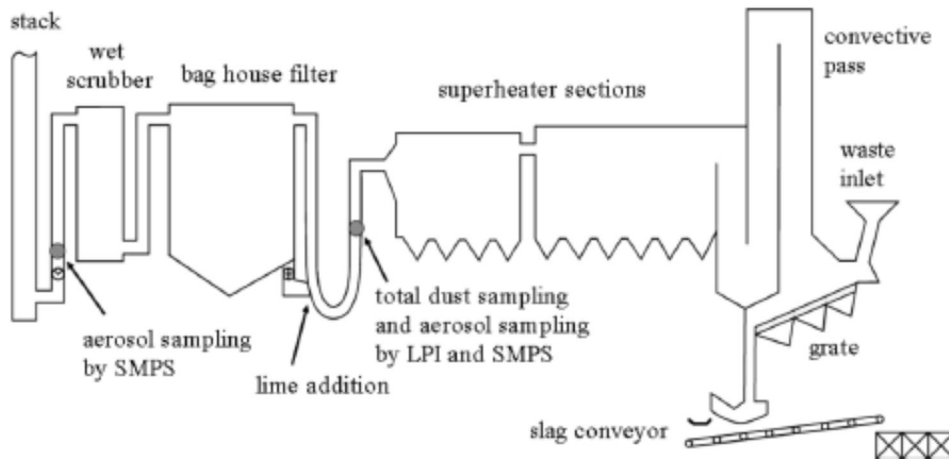 stack
wet
scrubber
bag house filter
superheater sections
convective
pass
waste
inlet
total dust sampling
and aerosol sampling
by LPI and SMPS
aerosol sampling
by SMPS
lime addition
grate
slag conveyor